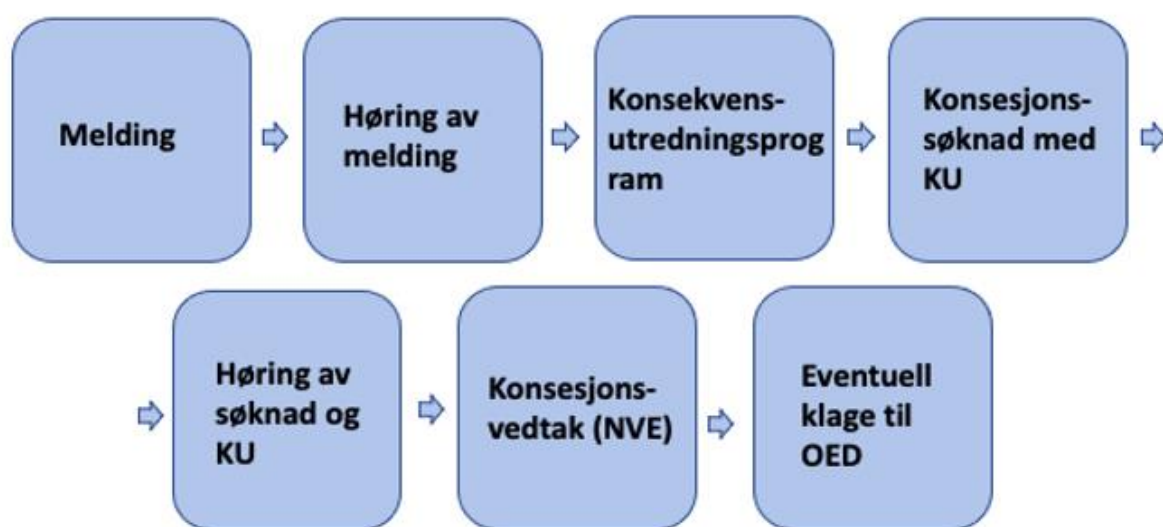 Melding
Høring av
melding
Konsekvens-
utredningsprog
ram
Konsesjons-
søknad med
KU
Høring av
søknad og
KU
Konsesjons-
vedtak (NVE)
Eventuell
klage til
OED